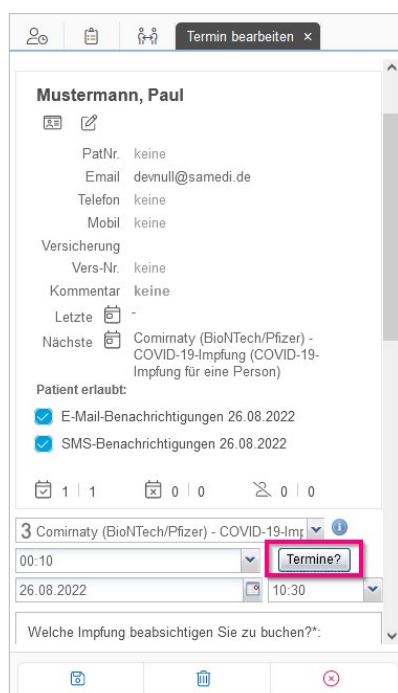 Termin bearbeiten ×
Mustermann, Paul
PatNr. keine
Email devnull@samedi.de
Telefon keine
Mobil keine
Versicherung
Vers-Nr. keine
Kommentar keine
Letzte -
Nächste Comirnaty (BioNTech/Pfizer) -
COVID-19-Impfung (COVID-19-
Impfung für eine Person)
Patient erlaubt:
E-Mail-Benachrichtigungen 26.08.2022
SMS-Benachrichtigungen 26.08.2022
1 | 1 0 | 0 0 | 0
3 Comirnaty (BioNTech/Pfizer) - COVID-19-Imp
00:10 Termine?
26.08.2022 10:30
Welche Impfung beabsichtigen Sie zu buchen?*: